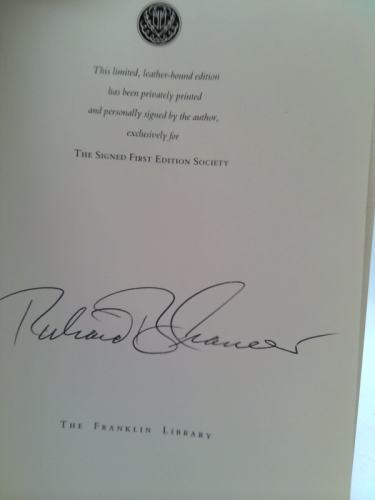 This limited, leather-bound edition
has been privately printed
and personally signed by the author,
exclusively for
THE SIGNED FIRST EDITION SOCIETY
Richard B
THE FRANKLIN LIBRARY